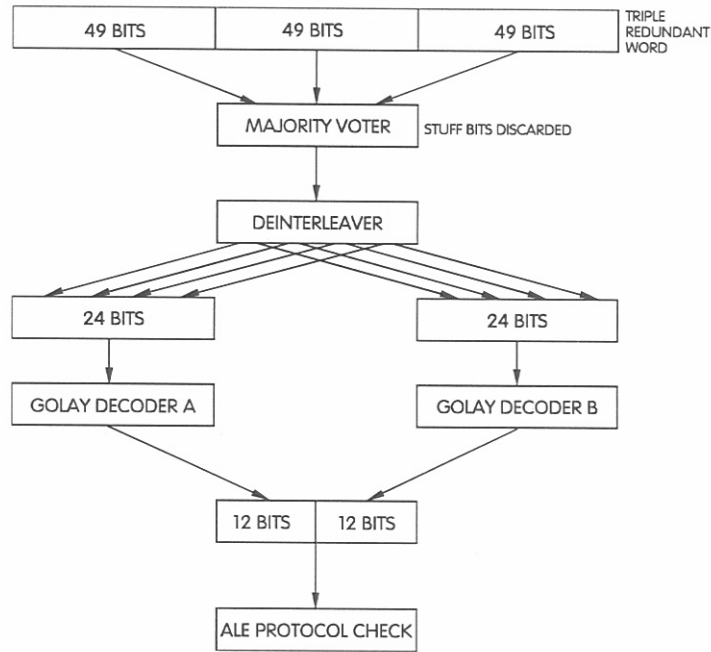 49 BITS
49 BITS
49 BITS
TRIPLE
REDUNDANT
WORD
MAJORITY VOTER
STUFF BITS DISCARDED
DEINTERLEAVER
24 BITS
24 BITS
GOLAY DECODER A
GOLAY DECODER B
12 BITS
12 BITS
ALE PROTOCOL CHECK